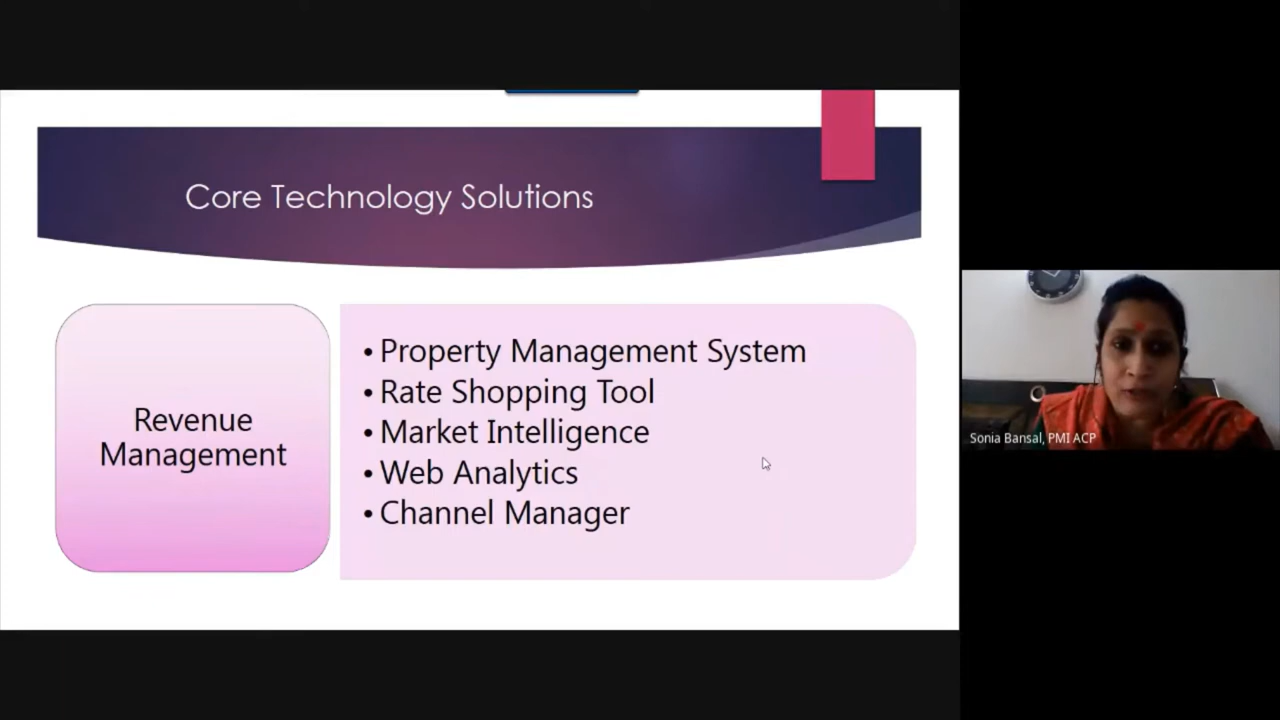 Core Technology Solutions
Revenue
Management
• Property Management System
• Rate Shopping Tool
• Market Intelligence
• Web Analytics
• Channel Manager
Sonia Bansal, PMI ACP